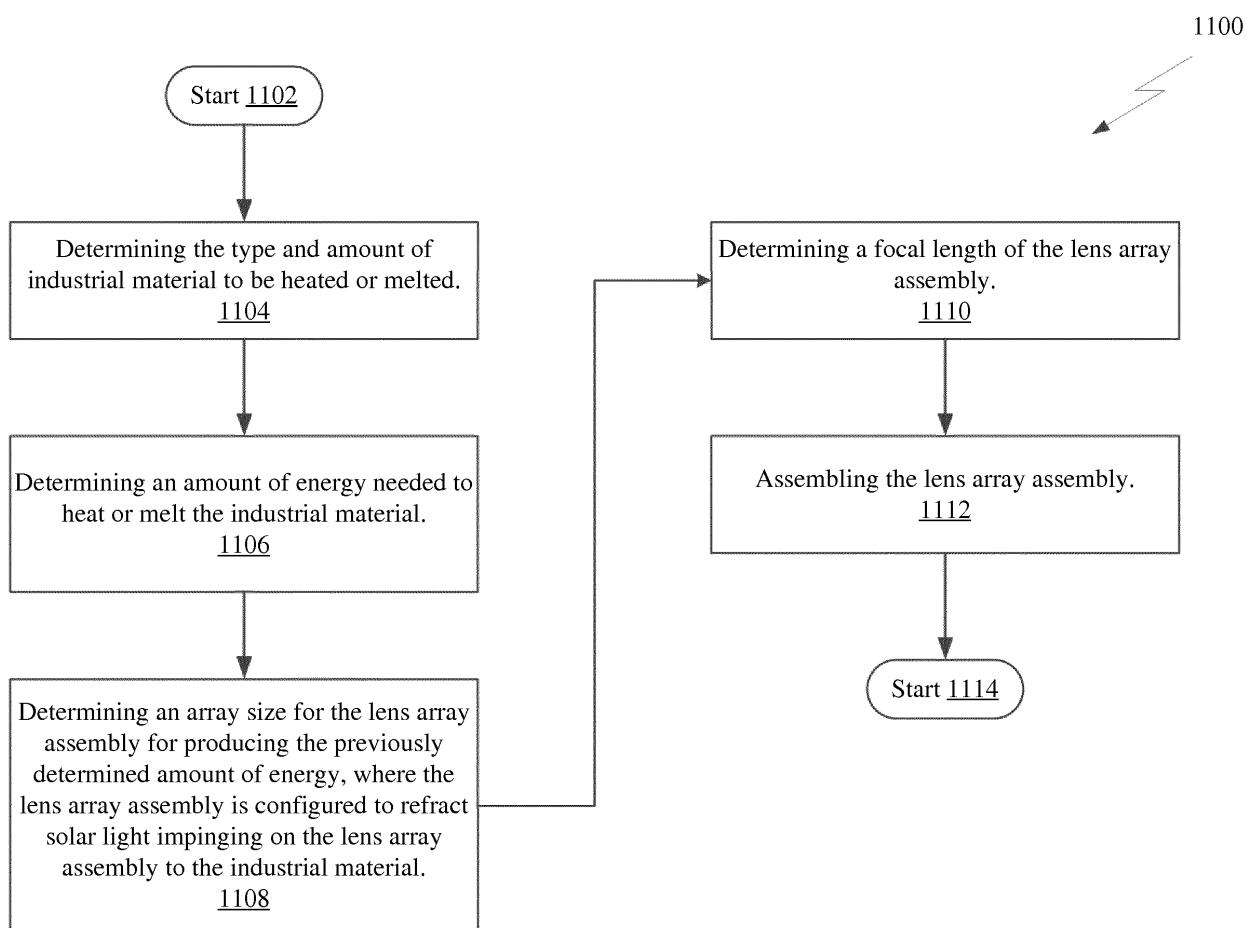 1100
Start 1102
Determining the type and amount of
industrial material to be heated or melted.
1104
Determining an amount of energy needed to
heat or melt the industrial material.
1106
Determining an array size for the lens array
assembly for producing the previously
determined amount of energy, where the
lens array assembly is configured to refract
solar light impinging on the lens array
assembly to the industrial material.
1108
Determining a focal length of the lens array
assembly.
1110
Assembling the lens array assembly.
1112
Start 1114